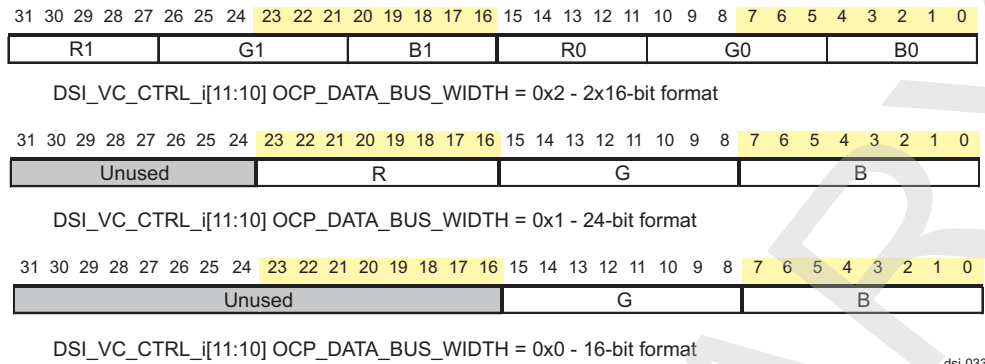 31 30 29 28 27 26 25 24 23 22 21 20 19 18 17 16 15 14 13 12 11 10 9 8 7 6 5 4 3 2 1 0
R1 G1 B1 R0 G0 B0
DSI_VC_CTRL_i[11:10] OCP_DATA_BUS_WIDTH = 0x2 - 2x16-bit format
31 30 29 28 27 26 25 24 23 22 21 20 19 18 17 16 15 14 13 12 11 10 9 8 7 6 5 4 3 2 1 0
Unused R G B
DSI_VC_CTRL_i[11:10] OCP_DATA_BUS_WIDTH = 0x1 - 24-bit format
31 30 29 28 27 26 25 24 23 22 21 20 19 18 17 16 15 14 13 12 11 10 9 8 7 6 5 4 3 2 1 0
Unused G B
DSI_VC_CTRL_i[11:10] OCP_DATA_BUS_WIDTH = 0x0 - 16-bit format
dsi-033